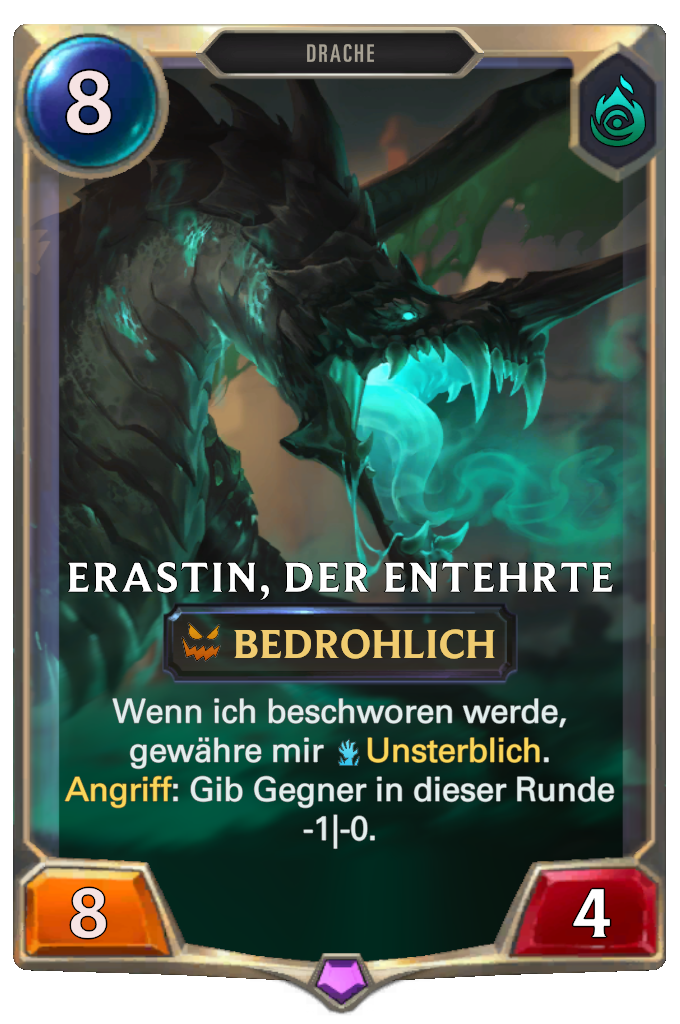 DRACHE
8
ERASTIN, DER ENTEHRTE
BEDROHLICH
Wenn ich beschworen werde,
gewähre mir Unsterblich.
Angriff: Gib Gegner in dieser Runde
-1|-0.
8
4